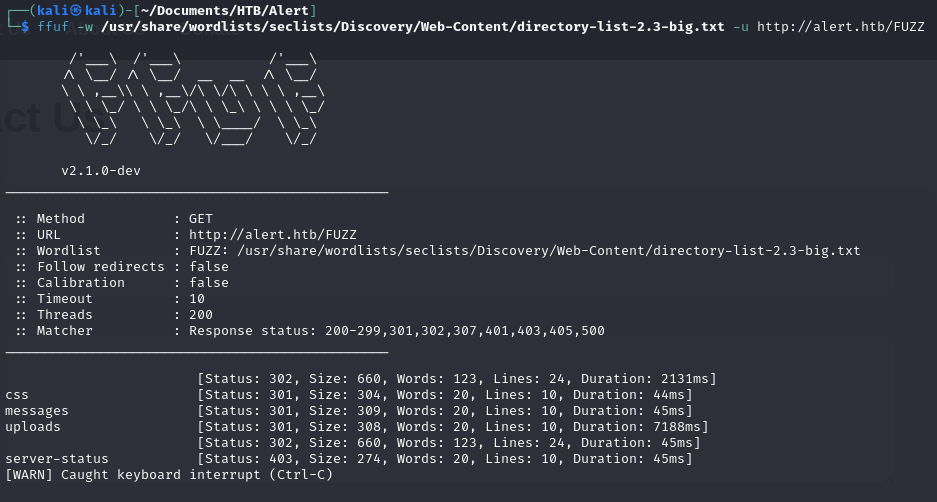 ┌──(kali㉿kali)-[~/Documents/HTB/Alert]
└─$ ffuf -w /usr/share/wordlists/seclists/Discovery/Web-Content/directory-list-2.3-big.txt -u http://alert.htb/FUZZ

        /'___\  /'___\           /'___\
       /\ \__/ /\ \__/  __  __  /\ \__/
       \ \ ,__\\ \ ,__\/\ \/\ \ \ \ ,__\
        \ \ \_/ \ \ \_/\ \ \_\ \ \ \ \_/
         \ \_\   \ \_\  \ \____/  \ \_\
          \/_/    \/_/   \/___/    \/_/

       v2.1.0-dev
________________________________________________

 :: Method           : GET
 :: URL              : http://alert.htb/FUZZ
 :: Wordlist         : FUZZ: /usr/share/wordlists/seclists/Discovery/Web-Content/directory-list-2.3-big.txt
 :: Follow redirects : false
 :: Calibration      : false
 :: Timeout          : 10
 :: Threads          : 200
 :: Matcher          : Response status: 200-299,301,302,307,401,403,405,500
________________________________________________

                        [Status: 302, Size: 660, Words: 123, Lines: 24, Duration: 2131ms]
css                     [Status: 301, Size: 304, Words: 20, Lines: 10, Duration: 44ms]
messages                [Status: 301, Size: 309, Words: 20, Lines: 10, Duration: 45ms]
uploads                 [Status: 301, Size: 308, Words: 20, Lines: 10, Duration: 7188ms]
                        [Status: 302, Size: 660, Words: 123, Lines: 24, Duration: 45ms]
server-status           [Status: 403, Size: 274, Words: 20, Lines: 10, Duration: 45ms]
[WARN] Caught keyboard interrupt (Ctrl-C)